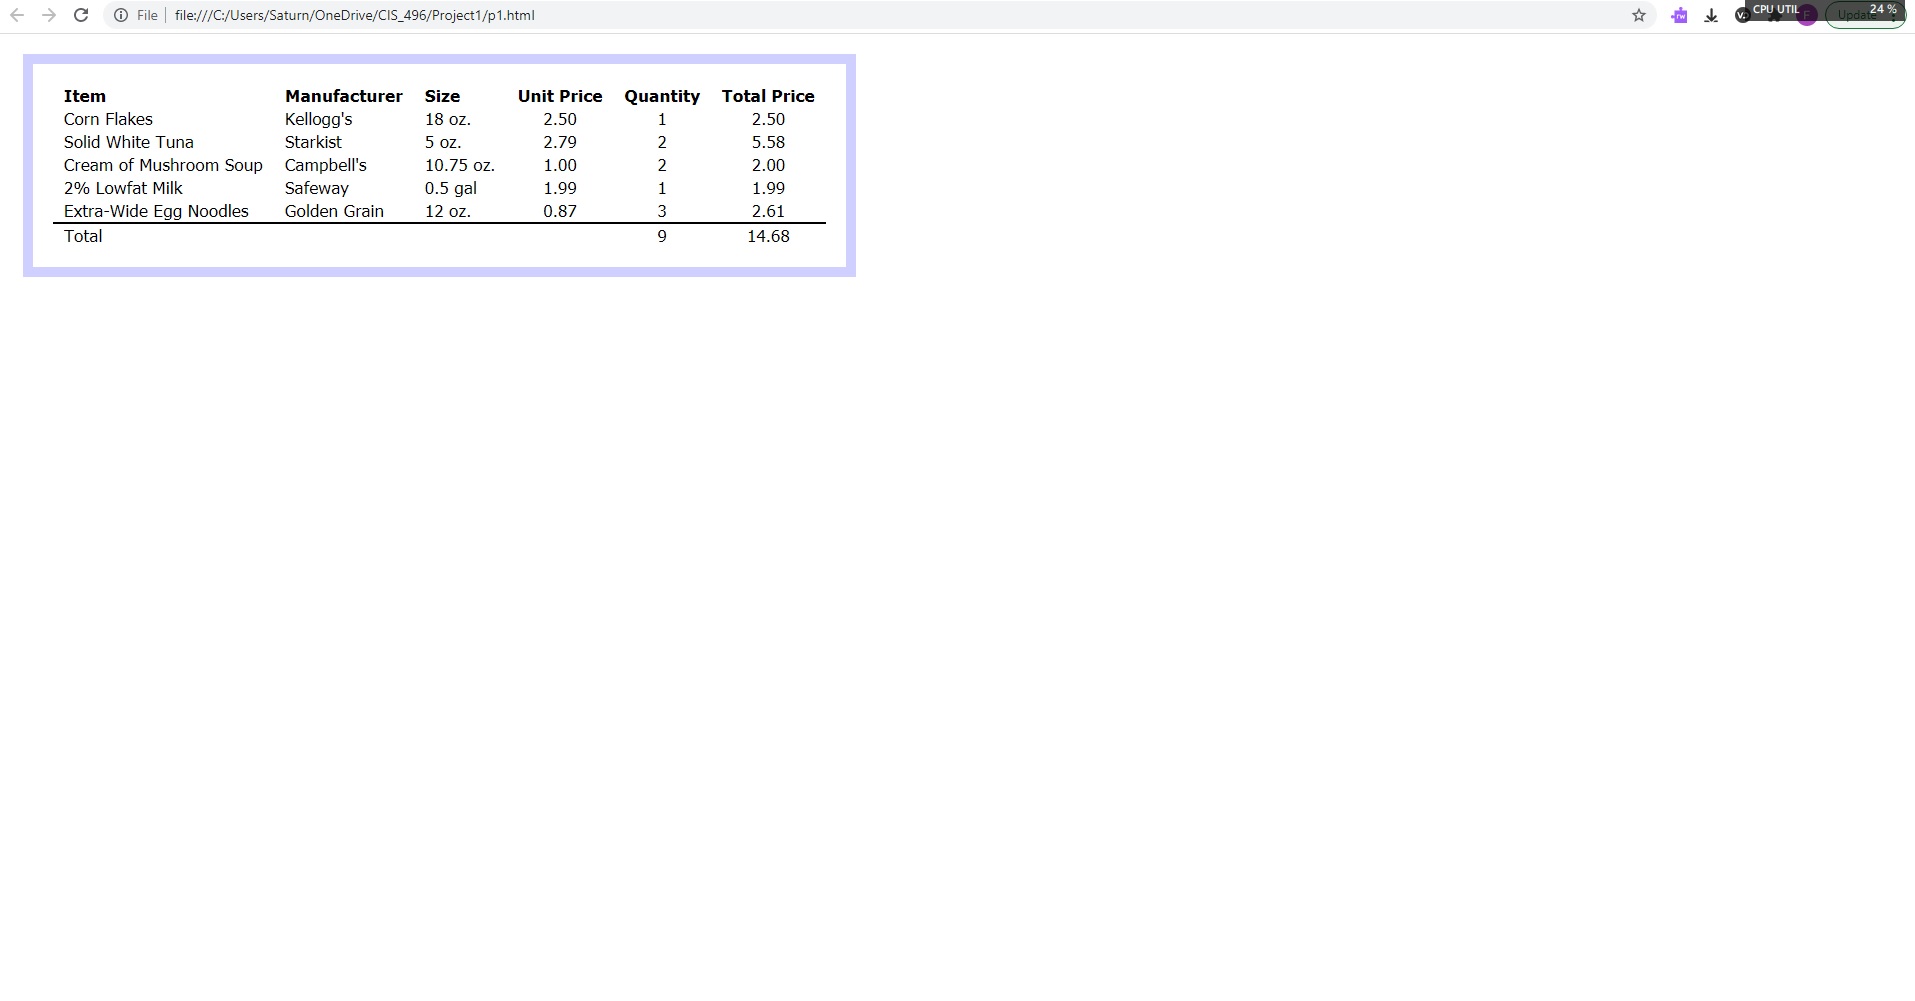 File file:///C:/Users/Saturn/OneDrive/CIS_496/Project1/p1.html CPU UTIL 24 % Update
Item Manufacturer Size Unit Price Quantity Total Price
Corn Flakes Kellogg's 18 oz. 2.50 1 2.50
Solid White Tuna Starkist 5 oz. 2.79 2 5.58
Cream of Mushroom Soup Campbell's 10.75 oz. 1.00 2 2.00
2% Lowfat Milk Safeway 0.5 gal 1.99 1 1.99
Extra-Wide Egg Noodles Golden Grain 12 oz. 0.87 3 2.61
Total 9 14.68